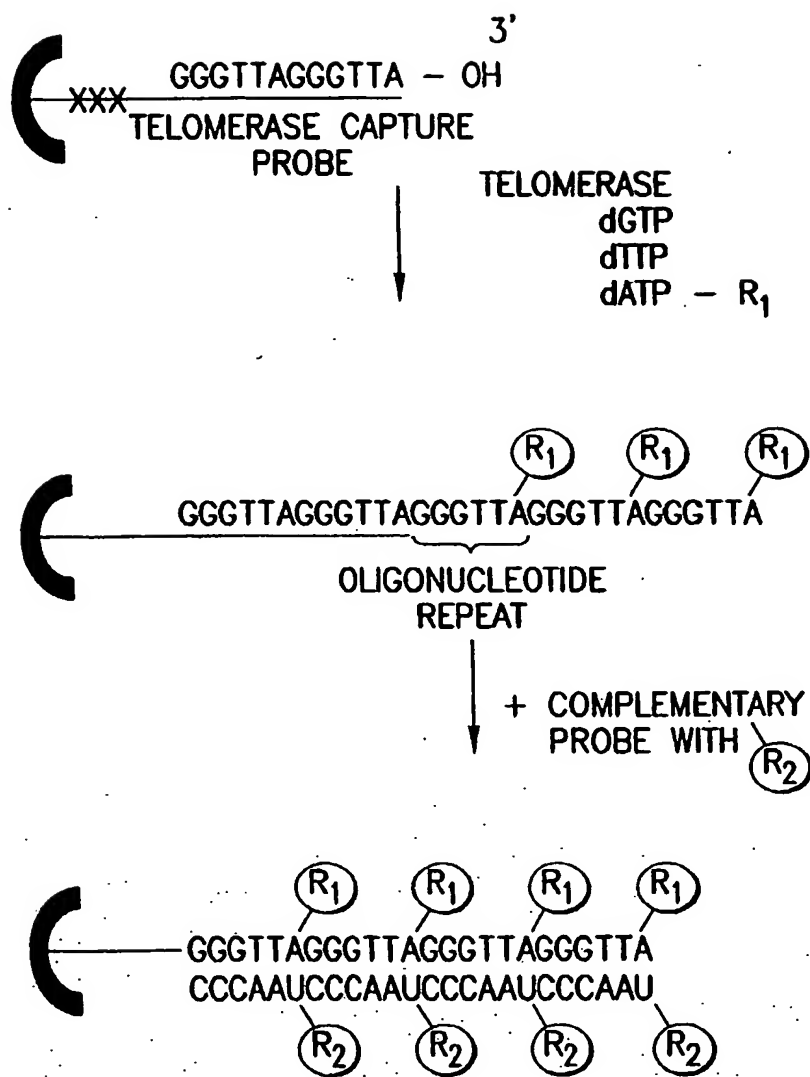 3'
GGGTTAGGGTTA – OH
XXX
TELOMERASE CAPTURE
PROBE
TELOMERASE
dGTP
dTTP
dATP – R1
R1 R1 R1
GGGTTAGGGTTAGGGTTAGGGTTAGGGTTA
OLIGONUCLEOTIDE
REPEAT
+ COMPLEMENTARY
PROBE WITH
R2
R1 R1 R1 R1
GGGTTAGGGTTAGGGTTAGGGTTA
CCCAAUCCCAAUCCCAAUCCCAAU
R2 R2 R2 R2